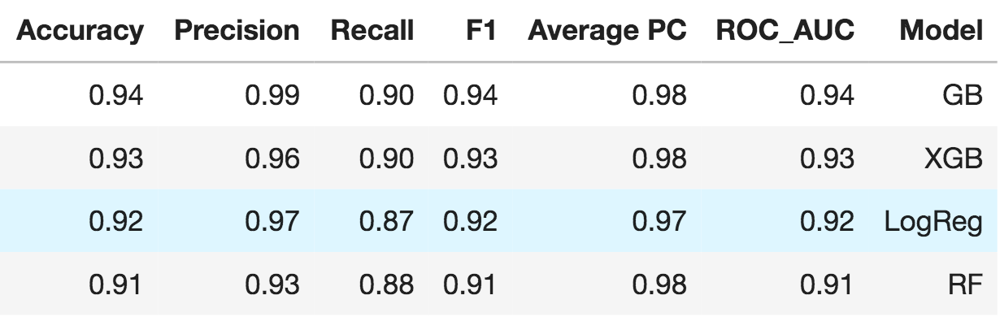 Accuracy Precision Recall F1 Average PC ROC_AUC Model
0.94 0.99 0.90 0.94 0.98 0.94 GB
0.93 0.96 0.90 0.93 0.98 0.93 XGB
0.92 0.97 0.87 0.92 0.97 0.92 LogReg
0.91 0.93 0.88 0.91 0.98 0.91 RF